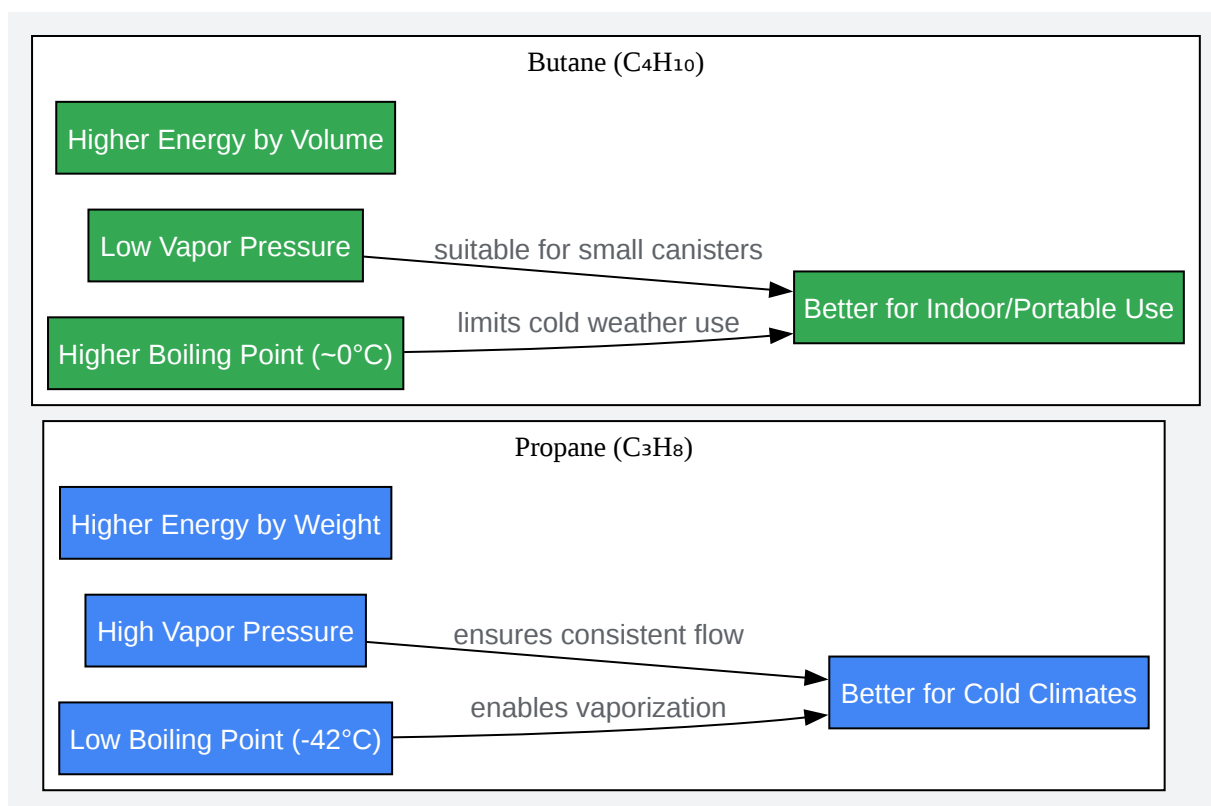 Butane (C₄H₁₀)
Higher Energy by Volume
Low Vapor Pressure
suitable for small canisters
Better for Indoor/Portable Use
limits cold weather use
Higher Boiling Point (~0°C)
Propane (C₃H₈)
Higher Energy by Weight
High Vapor Pressure
ensures consistent flow
Better for Cold Climates
enables vaporization
Low Boiling Point (-42°C)